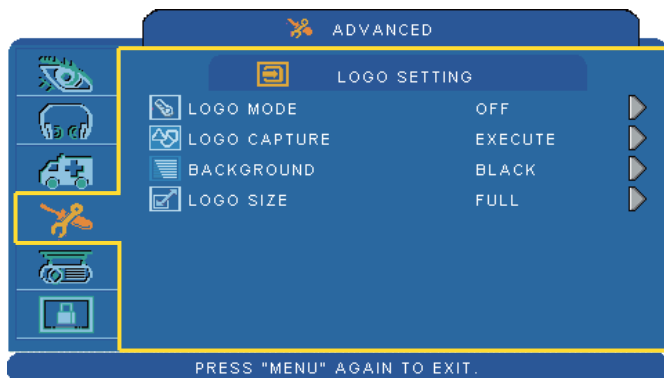 ADVANCED
LOGO SETTING
LOGO MODE OFF
LOGO CAPTURE EXECUTE
BACKGROUND BLACK
LOGO SIZE FULL
PRESS "MENU" AGAIN TO EXIT.